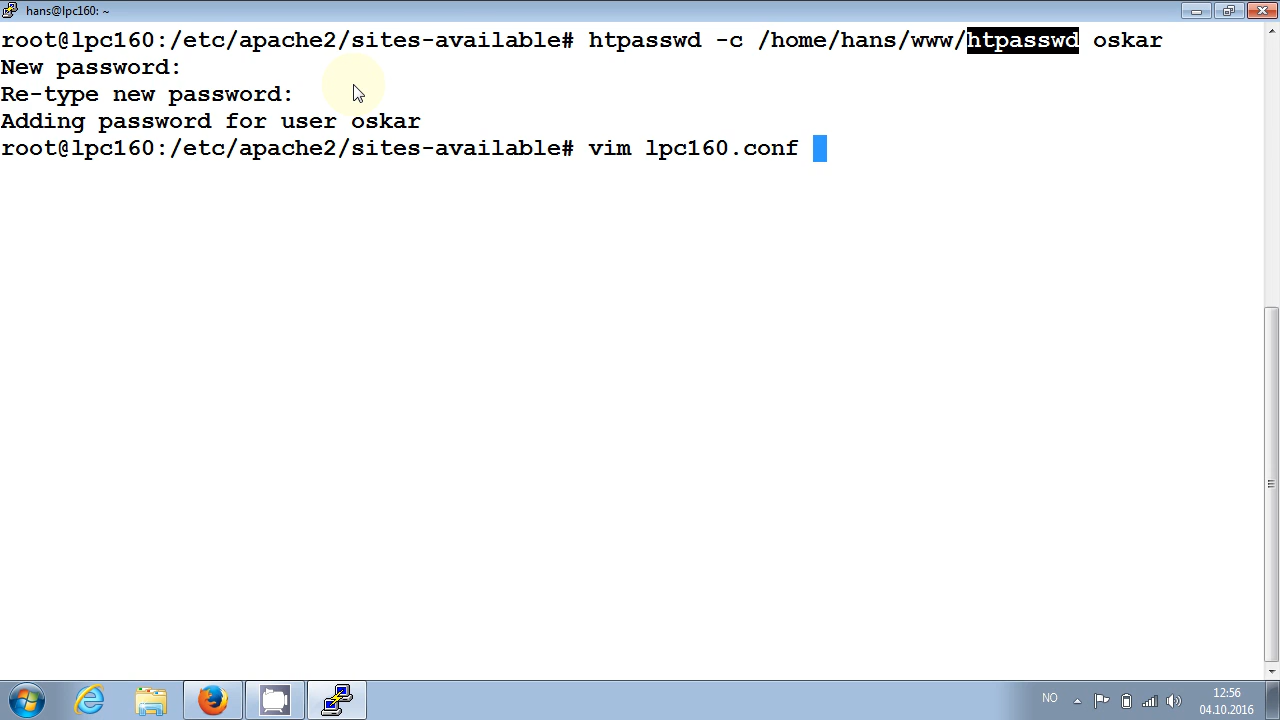 hans@lpc160: ~
root@lpc160:/etc/apache2/sites-available# htpasswd -c /home/hans/www/htpasswd oskar
New password:
Re-type new password:
Adding password for user oskar
root@lpc160:/etc/apache2/sites-available# vim lpc160.conf
NO
12:56
04.10.2016